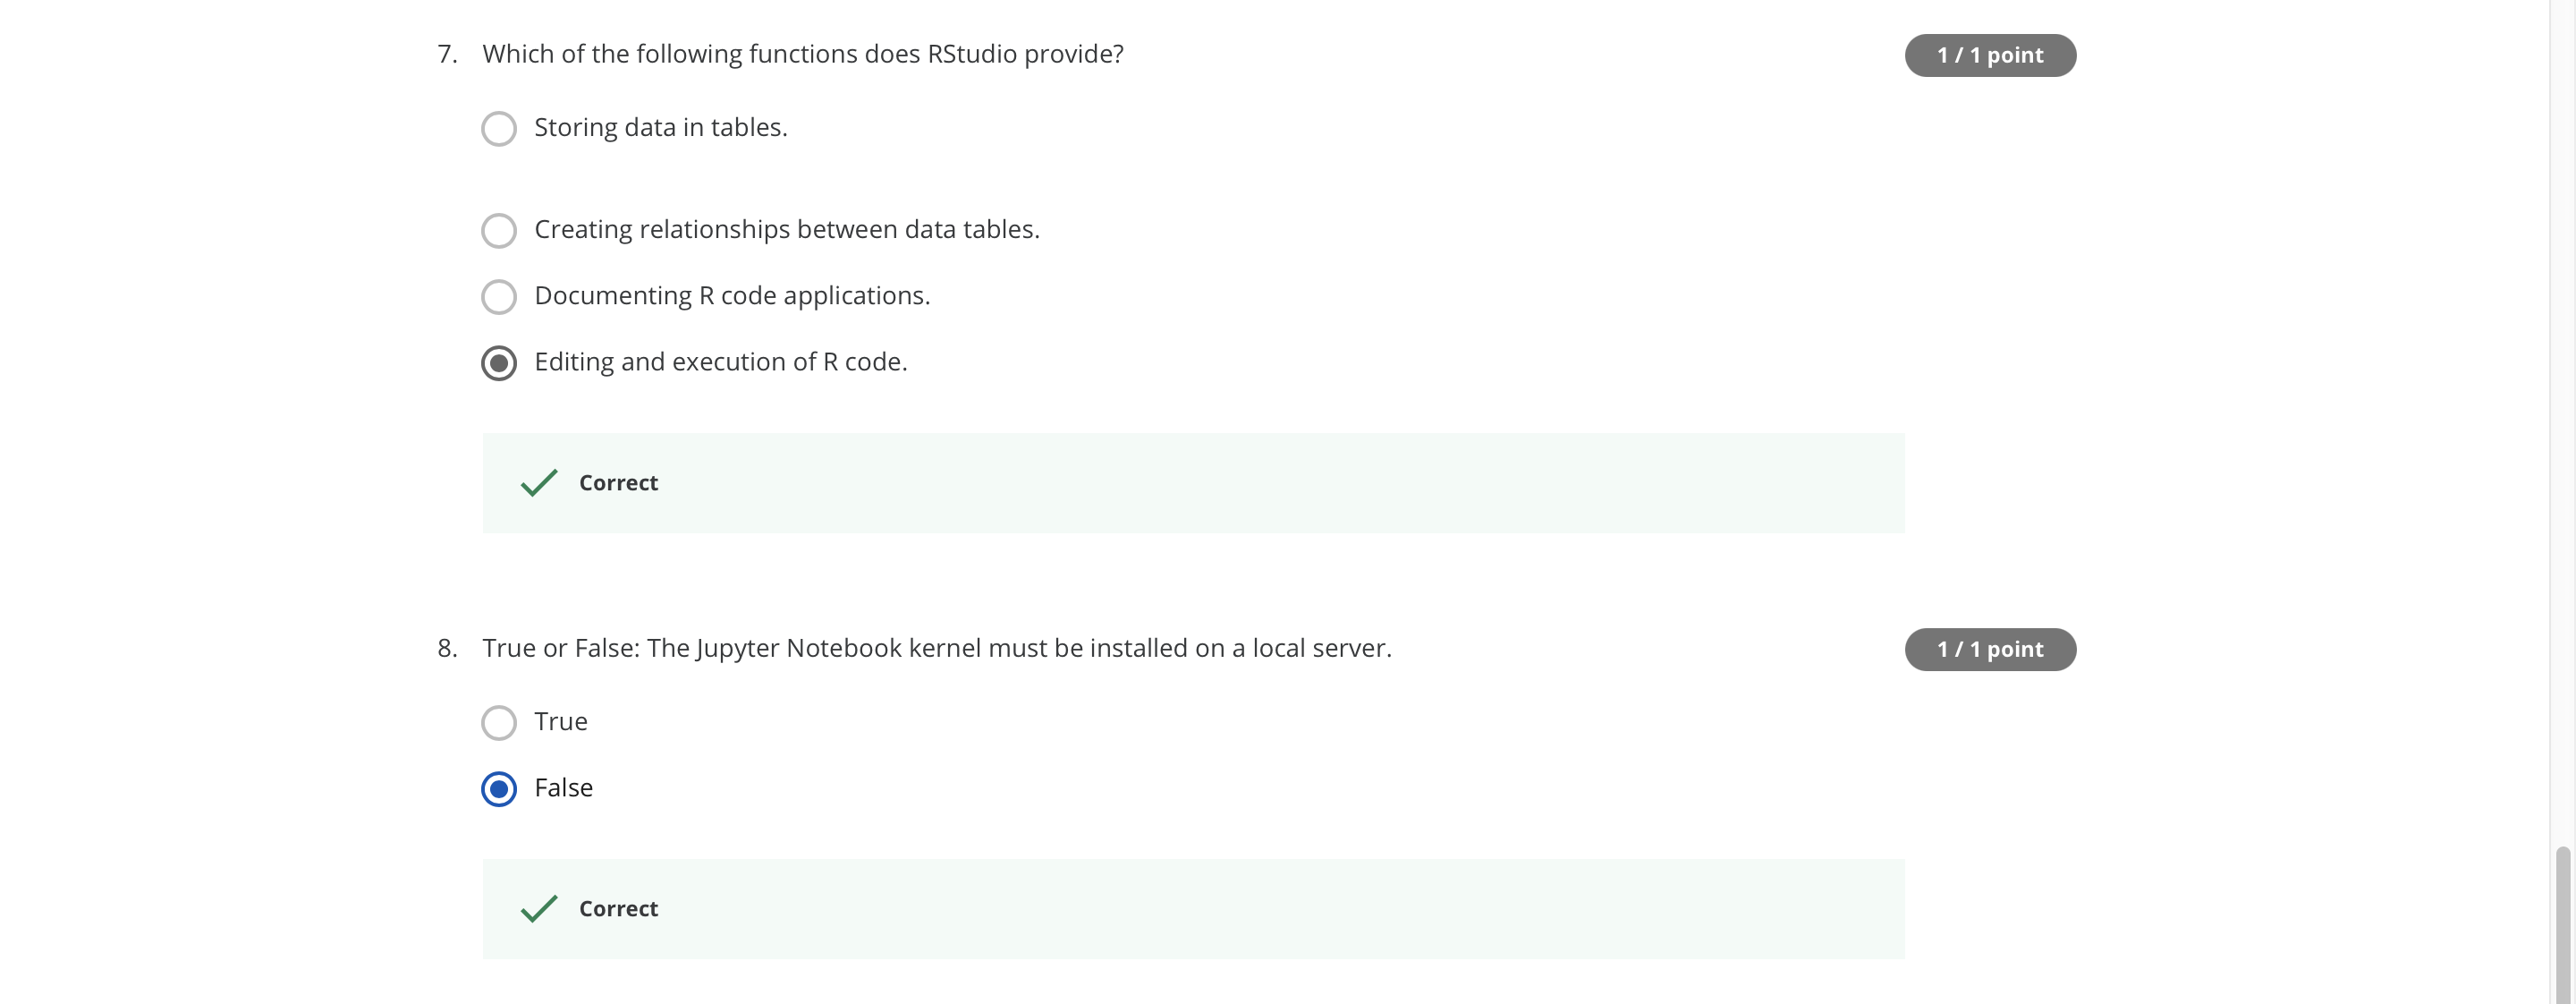 7. Which of the following functions does RStudio provide? 1 / 1 point
Storing data in tables.
Creating relationships between data tables.
Documenting R code applications.
Editing and execution of R code.
Correct
8. True or False: The Jupyter Notebook kernel must be installed on a local server. 1 / 1 point
True
False
Correct